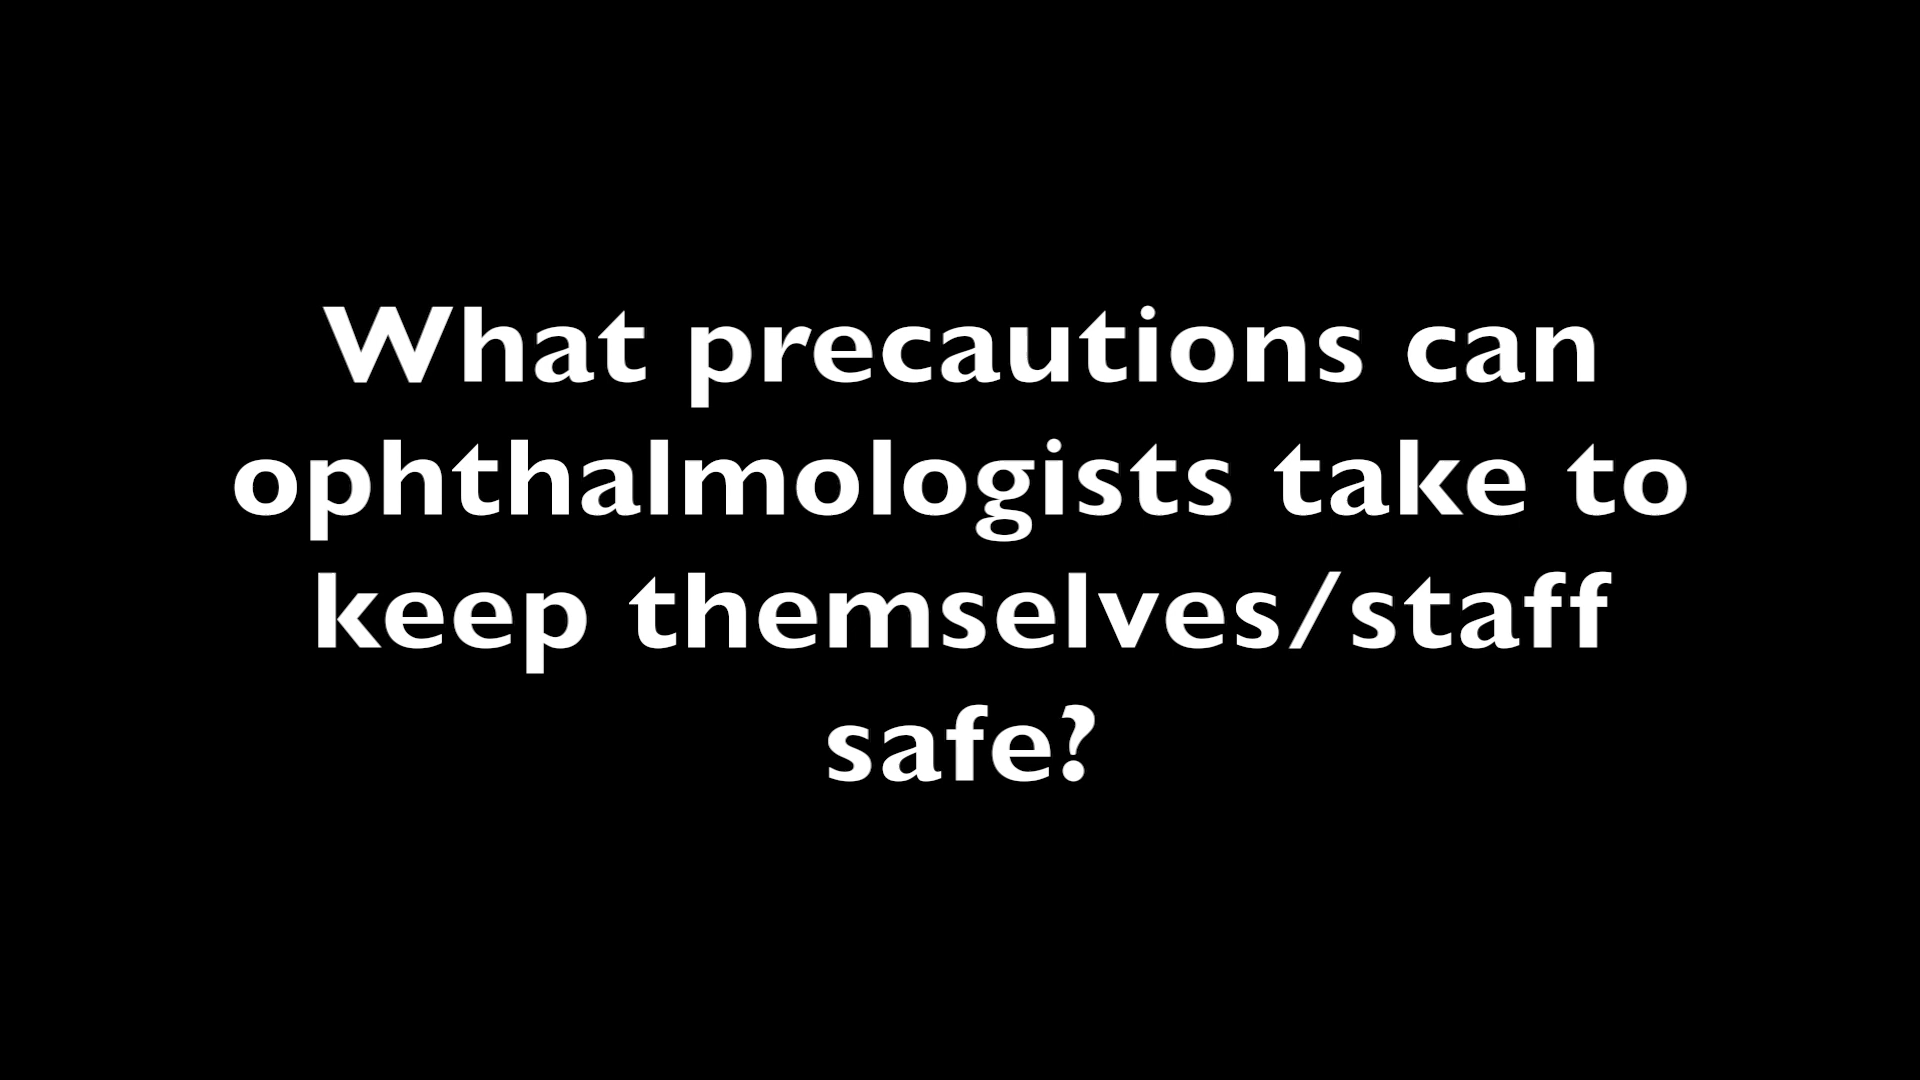 What precautions can
ophthalmologists take to
keep themselves/staff
safe?